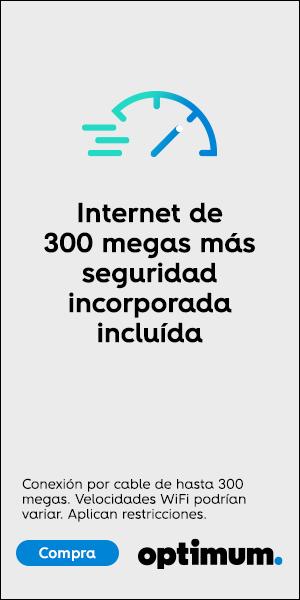 Internet de
300 megas más
seguridad
incorporada
incluída
Conexión por cable de hasta 300
megas. Velocidades WiFi podrían
variar. Aplican restricciones.
Compra
optimum.